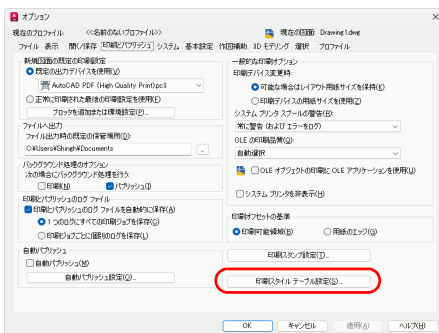 オプション
現在のプロファイル: <<名前のないプロファイル>> 現在の図面: Drawing1.dwg
ファイル 表示 開く/保存 印刷とパブリッシュ システム 基本設定 作図補助 3D モデリング 選択 プロファイル
新規図面の既定の印刷設定
既定の出力デバイスを使用(V)
AutoCAD PDF (High Quality Print).pc3
正常に印刷された最後の印刷設定を使用(F)
プロッタを追加または環境設定(P)...
ファイルへ出力
ファイル出力時の既定の保管場所(D):
C:¥Users¥Shingh¥Documents
...
バックグラウンド処理のオプション
次の場合にバックグラウンド処理を行う:
印刷(N) パブリッシュ(I)
印刷とパブリッシュのログ ファイル
印刷とパブリッシュのログ ファイルを自動的に保存(A)
1 つのログにすべての印刷ジョブを保存(C)
印刷ジョブごとに個別のログを保存(L)
自動パブリッシュ
自動パブリッシュ(M)
自動パブリッシュ設定(O)...
一般的な印刷オプション
印刷デバイス変更時:
可能な場合はレイアウト用紙サイズを保持(K)
印刷デバイスの用紙サイズを使用(Z)
システム プリンタ スプールの警告(R):
常に警告 (および エラーをログ)
OLE の印刷品質(Q):
自動選択
OLE オブジェクトの印刷に OLE アプリケーションを使用(U)
システム プリンタを非表示(H)
印刷オフセットの基準
印刷可能領域(B) 用紙のエッジ(G)
印刷スタンプ設定(T)...
印刷スタイル テーブル設定(S)...
OK キャンセル 適用(A) ヘルプ(H)